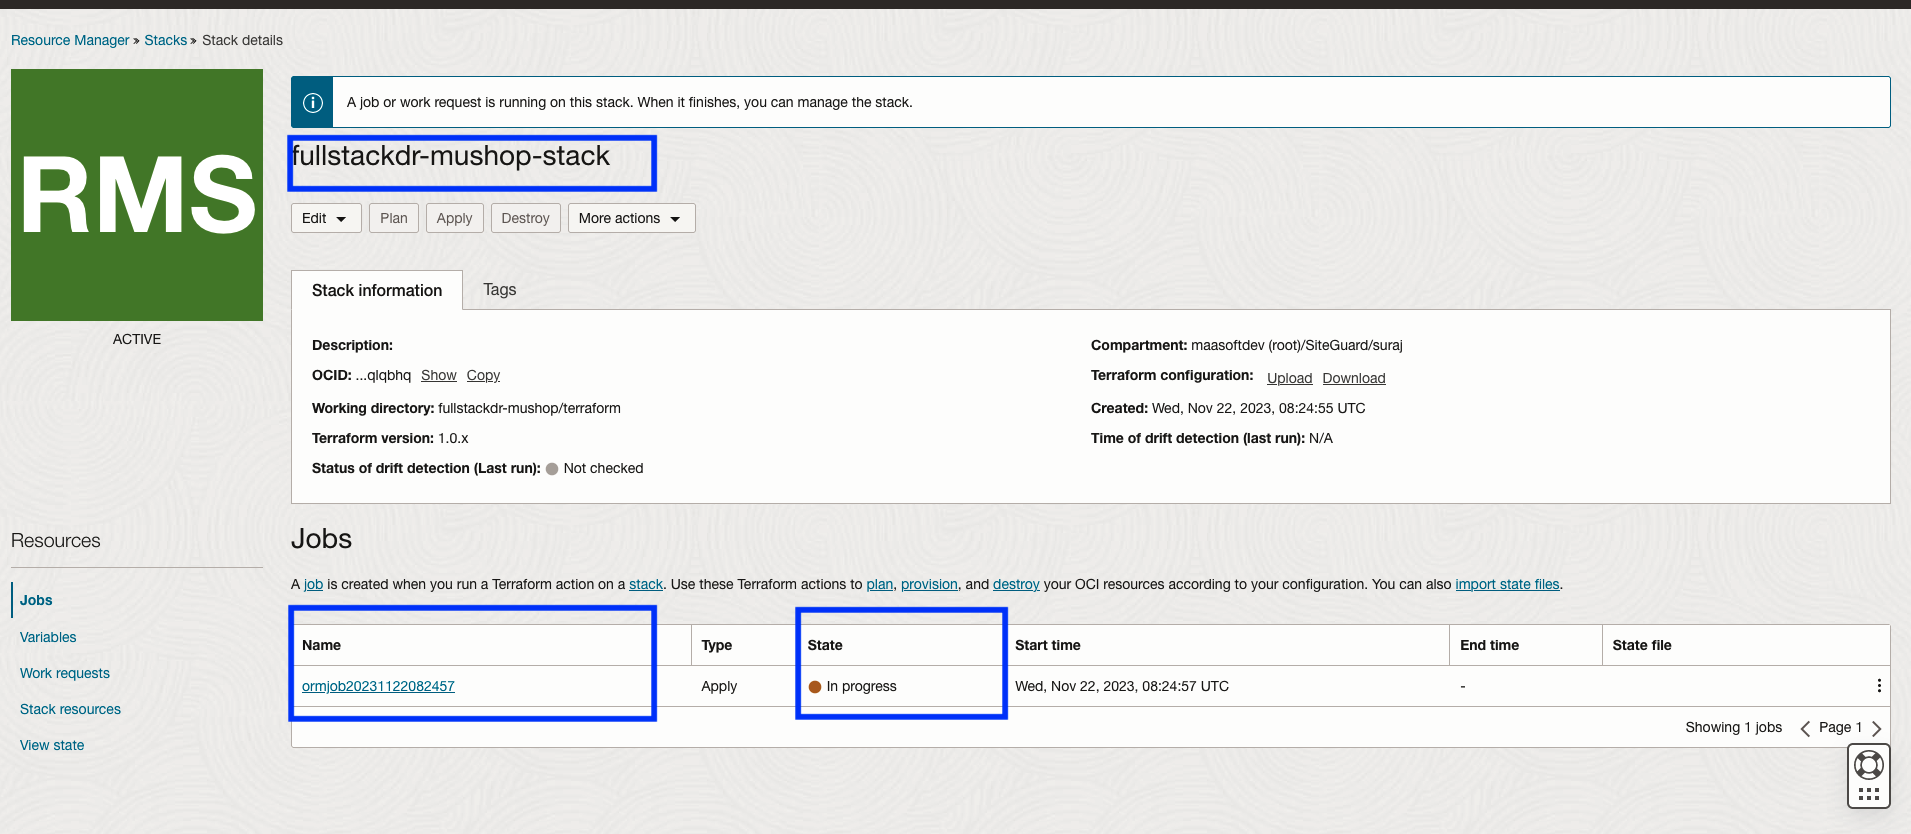 Resource Manager » Stacks » Stack details
RMS
ACTIVE
A job or work request is running on this stack. When it finishes, you can manage the stack.
fullstackdr-mushop-stack
Edit Plan Apply Destroy More actions
Stack information Tags
Description:
OCID: ...qlqbhq Show Copy
Working directory: fullstackdr-mushop/terraform
Terraform version: 1.0.x
Status of drift detection (Last run): Not checked
Compartment: maasoftdev (root)/SiteGuard/suraj
Terraform configuration: Upload Download
Created: Wed, Nov 22, 2023, 08:24:55 UTC
Time of drift detection (last run): N/A
Resources
Jobs
Variables
Work requests
Stack resources
View state
Jobs
A job is created when you run a Terraform action on a stack. Use these Terraform actions to plan, provision, and destroy your OCI resources according to your configuration. You can also import state files.
Name Type State Start time End time State file
ormjob20231122082457 Apply In progress Wed, Nov 22, 2023, 08:24:57 UTC -
Showing 1 jobs Page 1